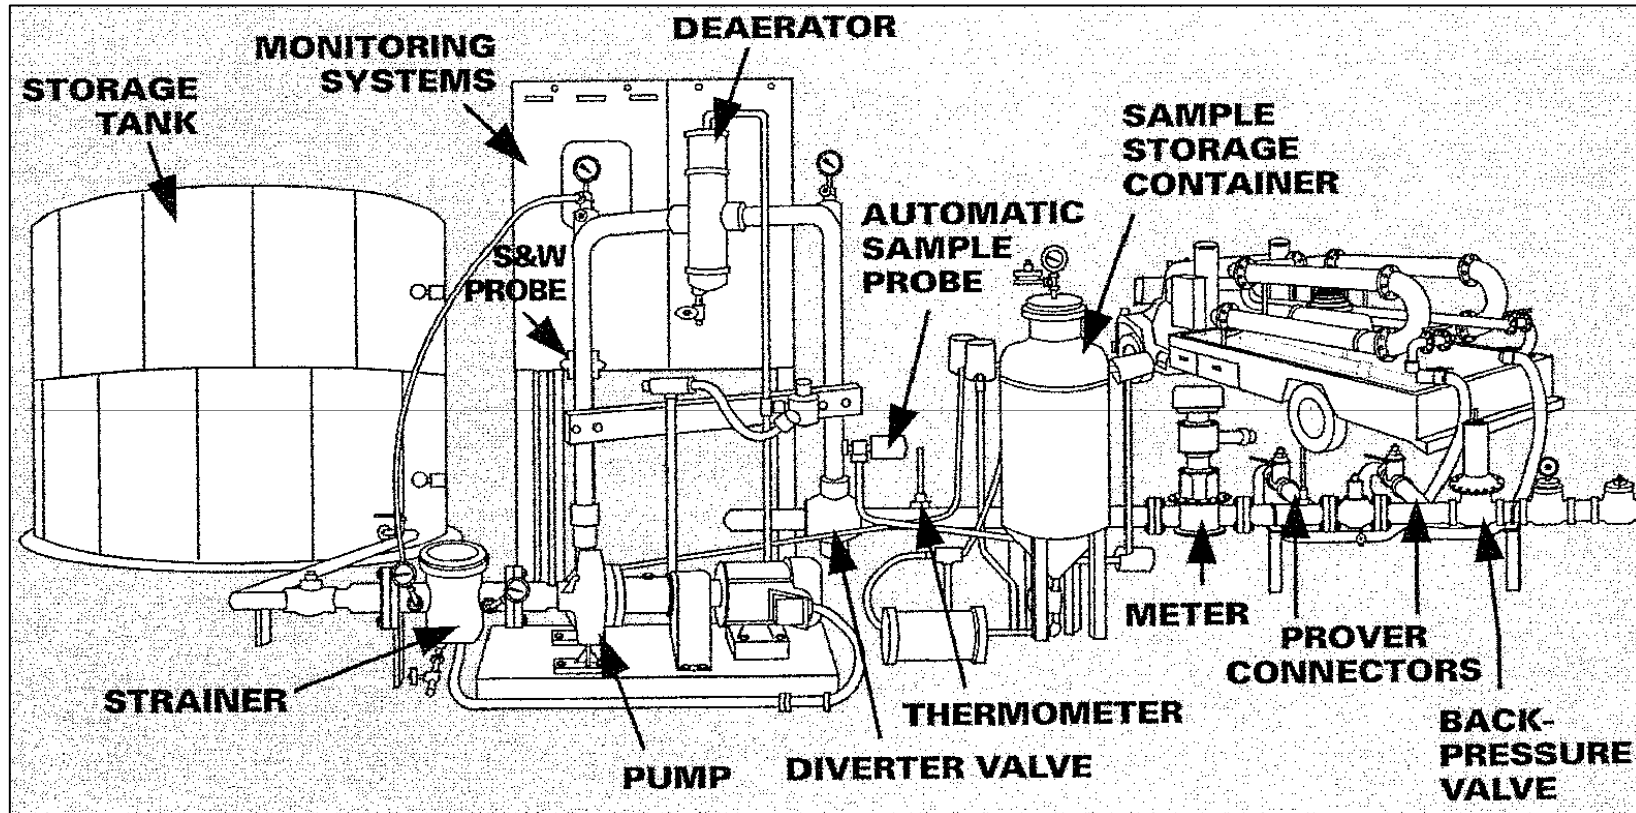 DEAERATOR
MONITORING
SYSTEMS
STORAGE
TANK
SAMPLE
STORAGE
CONTAINER
AUTOMATIC
SAMPLE
PROBE
S&W
PROBE
METER
PROVER
CONNECTORS
STRAINER
THERMOMETER
BACK-
PRESSURE
VALVE
DIVERTER VALVE
PUMP